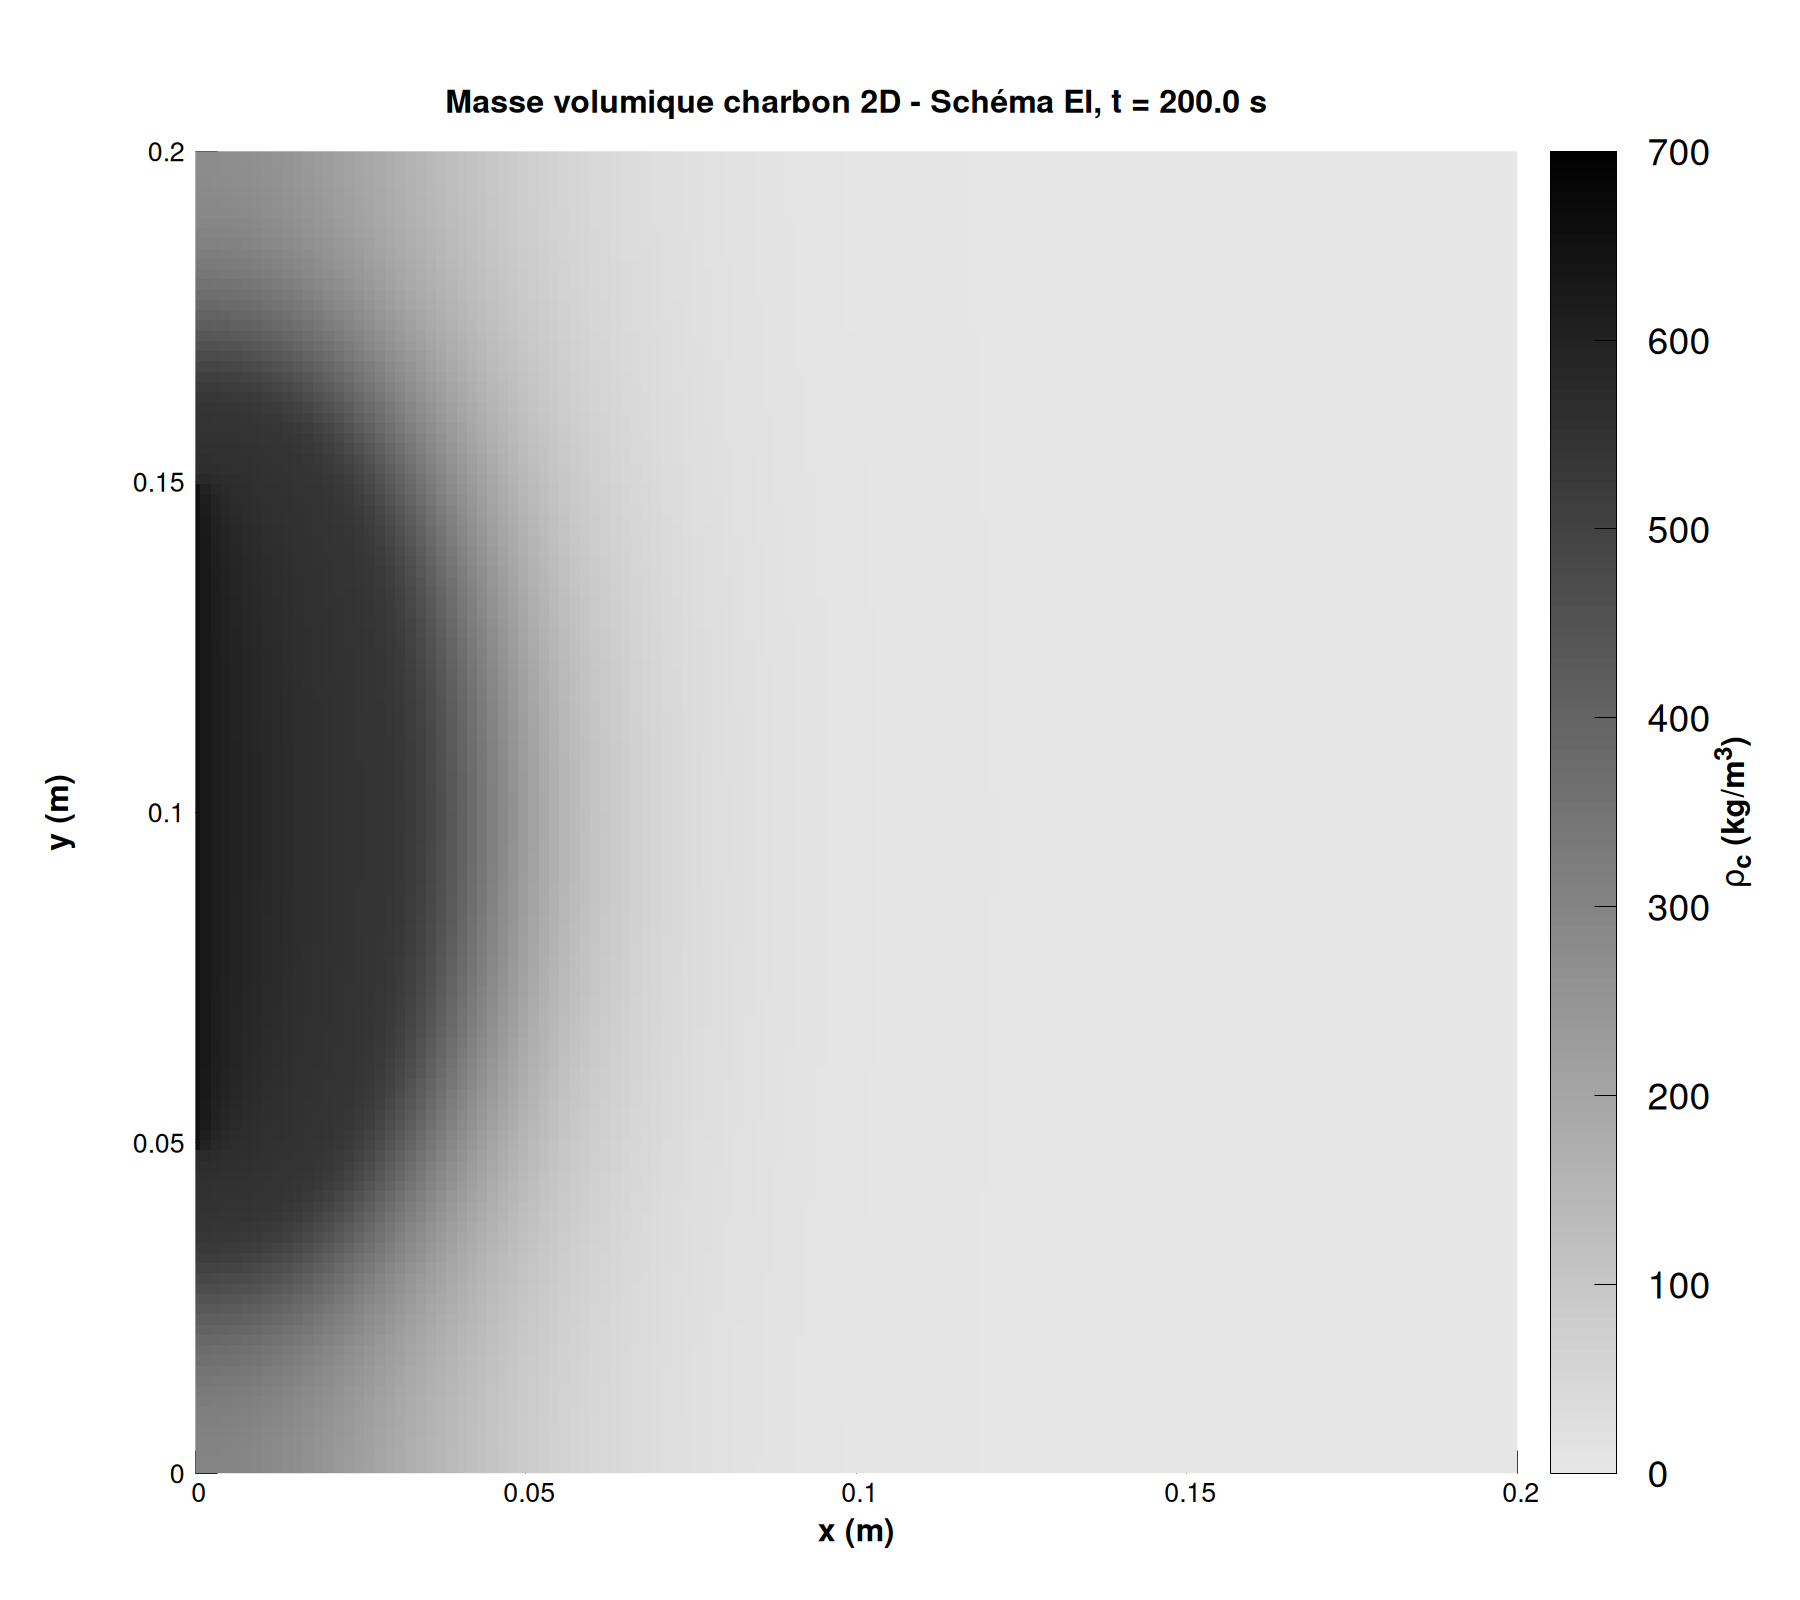 Masse volumique charbon 2D - Schéma EI, t = 200.0 s
0.2
0.15
0.1
0.05
0
y (m)
0 0.05 0.1 0.15 0.2
x (m)
700
600
500
400
300
200
100
0
ρc (kg/m³)